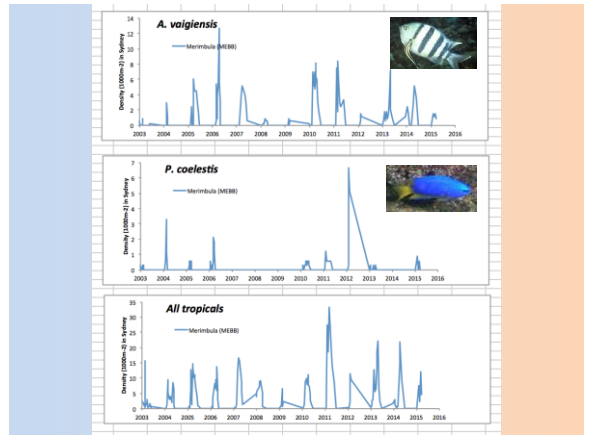 A. vaigiensis
Density (1000m-2) in Sydney
14
12
10
8
6
4
2
0
Merimbula (MEBB)
2003 2004 2005 2006 2007 2008 2009 2010 2011 2012 2013 2014 2015 2016
P. coelestis
Density (1000m-2) in Sydney
7
6
5
4
3
2
1
0
Merimbula (MEBB)
2003 2004 2005 2006 2007 2008 2009 2010 2011 2012 2013 2015 2016
All tropicals
Density (1000m-2) in Sydney
35
30
25
20
15
10
5
0
Merimbula (MEBB)
2003 2004 2005 2006 2007 2008 2009 2010 2011 2012 2013 2014 2015 2016